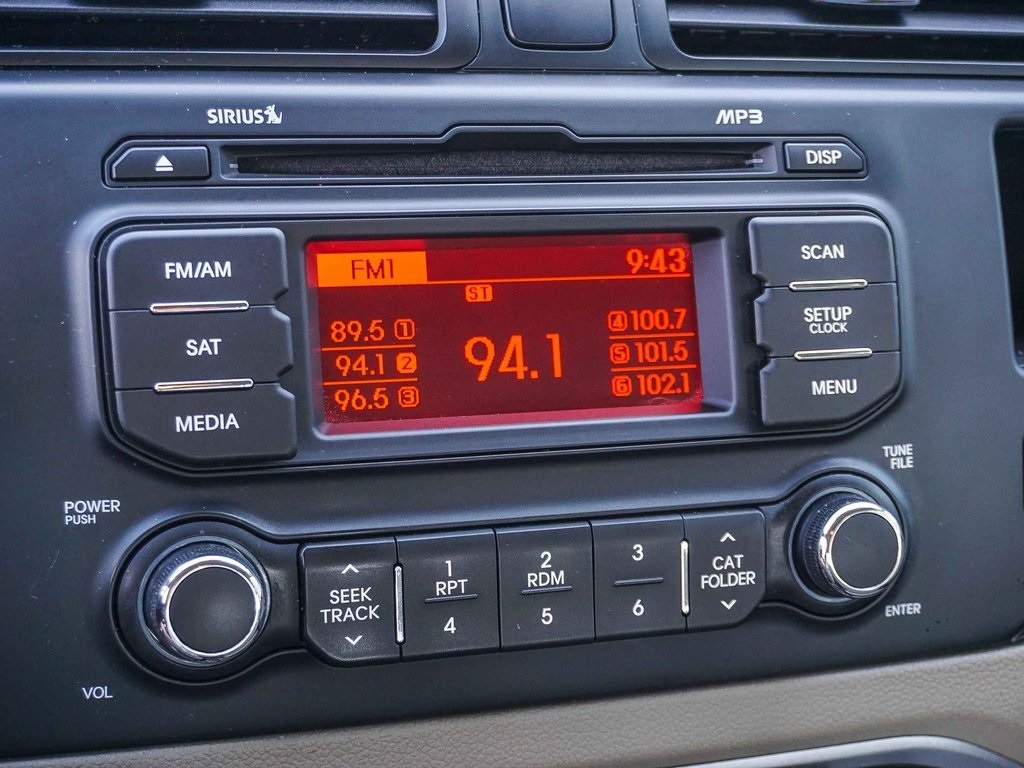 SIRIUS
MP3
DISP
FM/AM
SAT
MEDIA
FM1
9:43
ST
89.5 1
94.1 2
96.5 3
94.1
4 100.7
5 101.5
6 102.1
SCAN
SETUP
CLOCK
MENU
POWER
PUSH
VOL
SEEK
TRACK
1
RPT
4
2
RDM
5
3
6
CAT
FOLDER
TUNE
FILE
ENTER